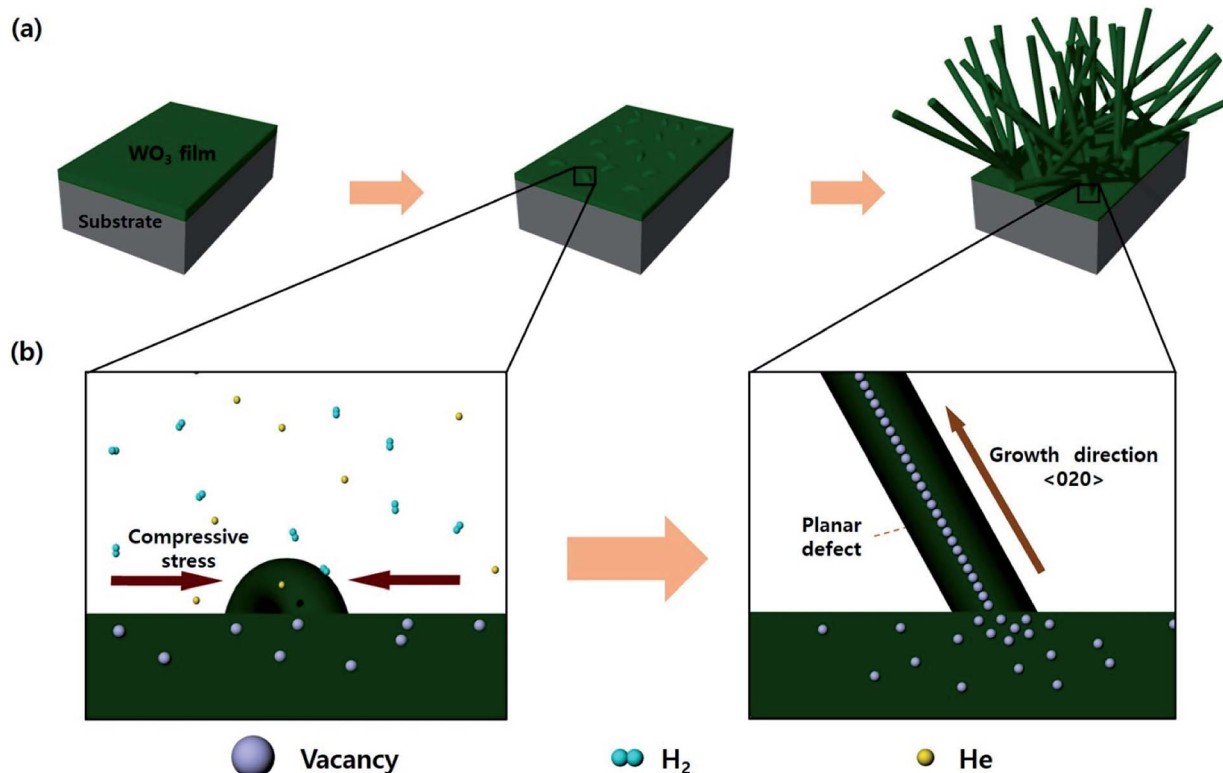 (a)
WO₃ film
Substrate
(b)
Compressive
stress
Growth direction
<020>
Planar
defect
Vacancy
H₂
He